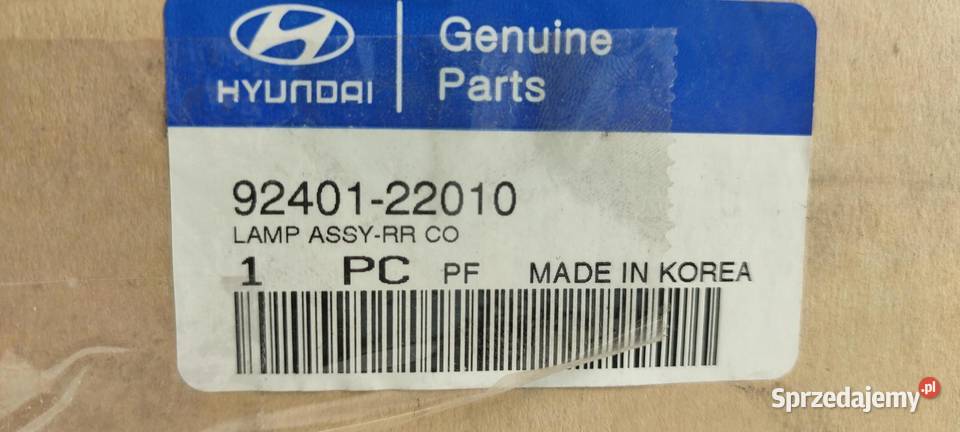 HYUNDAI
Genuine
Parts
92401-22010
LAMP ASSY-RR CO
1 PC PF MADE IN KOREA
Sprzedajemy.pl